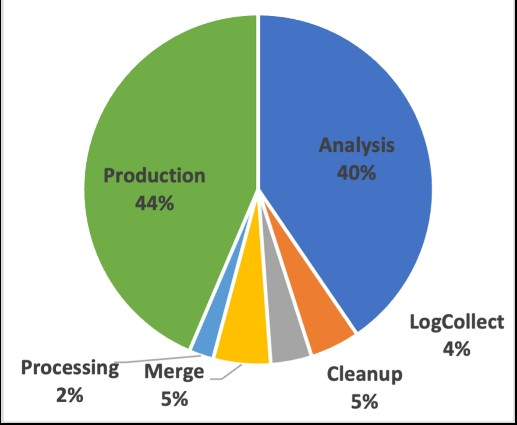 Analysis
40%
Production
44%
LogCollect
4%
Cleanup
5%
Merge
5%
Processing
2%